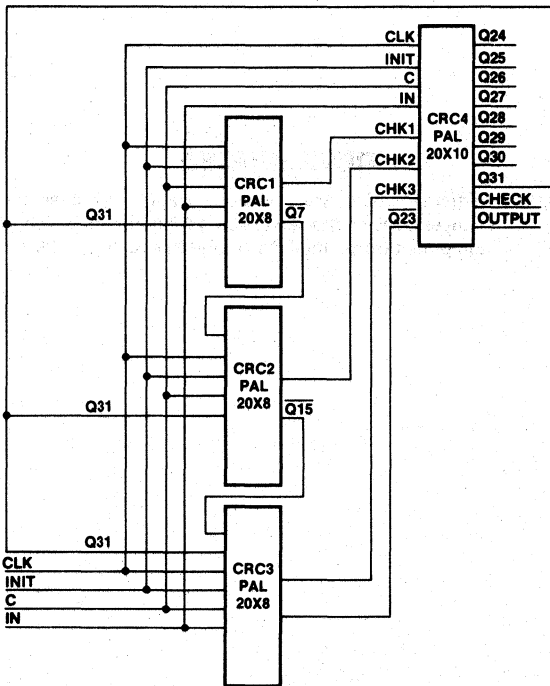 CLK
INIT
C
IN
CHK1
CHK2
CHK3
Q23
CRC4
PAL
20X10
Q24
Q25
Q26
Q27
Q28
Q29
Q30
Q31
CHECK
OUTPUT
CRC1
PAL
20X8
Q31
Q7
CRC2
PAL
20X8
Q31
Q15
CRC3
PAL
20X8
Q31
CLK
INIT
C
IN